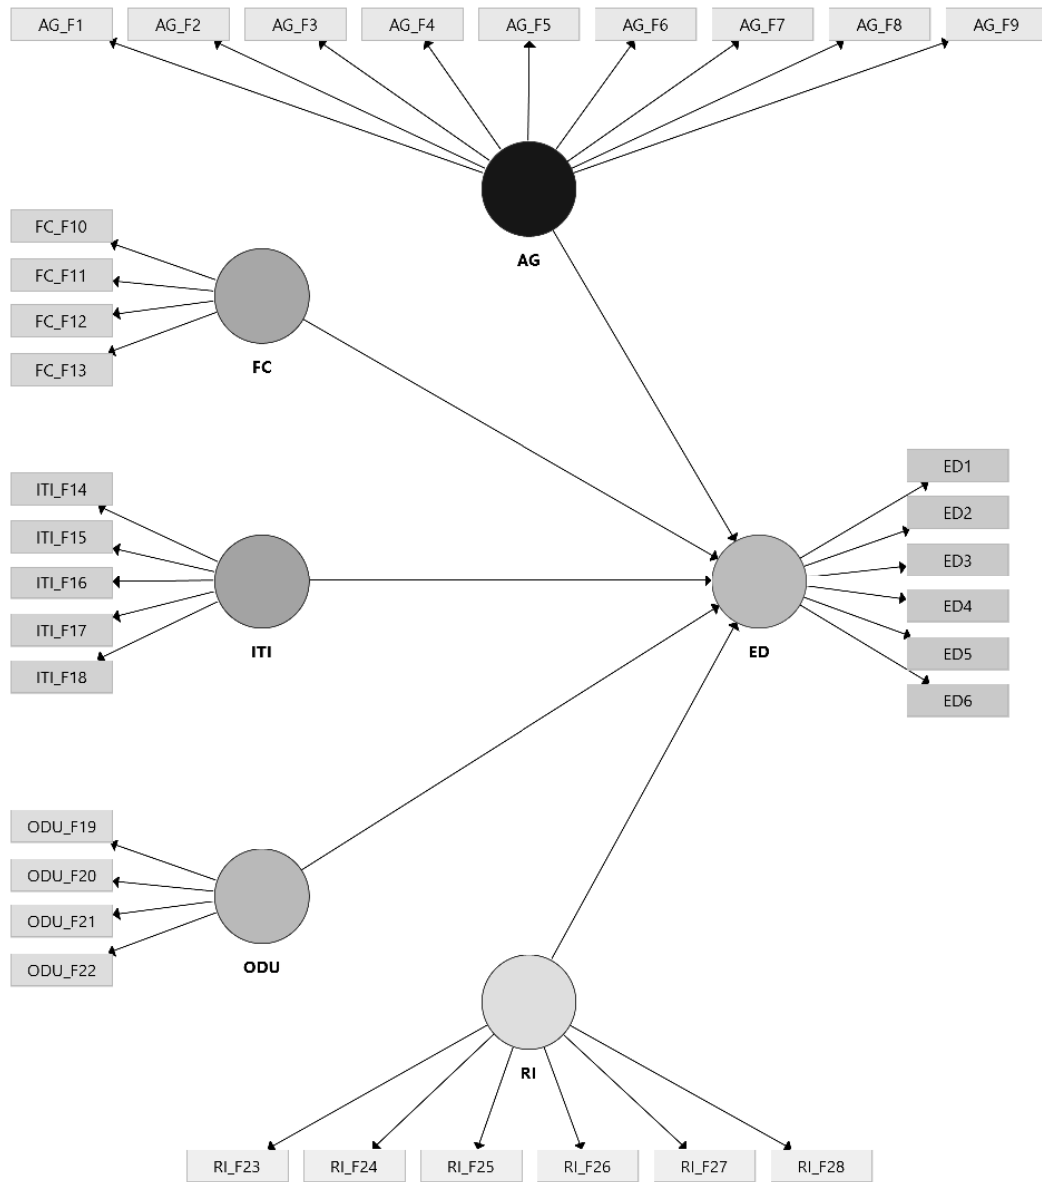 AG_F1
AG_F2
AG_F3
AG_F4
AG_F5
AG_F6
AG_F7
AG_F8
AG_F9
AG
FC_F10
FC_F11
FC_F12
FC_F13
FC
ITI_F14
ITI_F15
ITI_F16
ITI_F17
ITI_F18
ITI
ED1
ED2
ED3
ED4
ED5
ED6
ED
ODU_F19
ODU_F20
ODU_F21
ODU_F22
ODU
RI
RI_F23
RI_F24
RI_F25
RI_F26
RI_F27
RI_F28